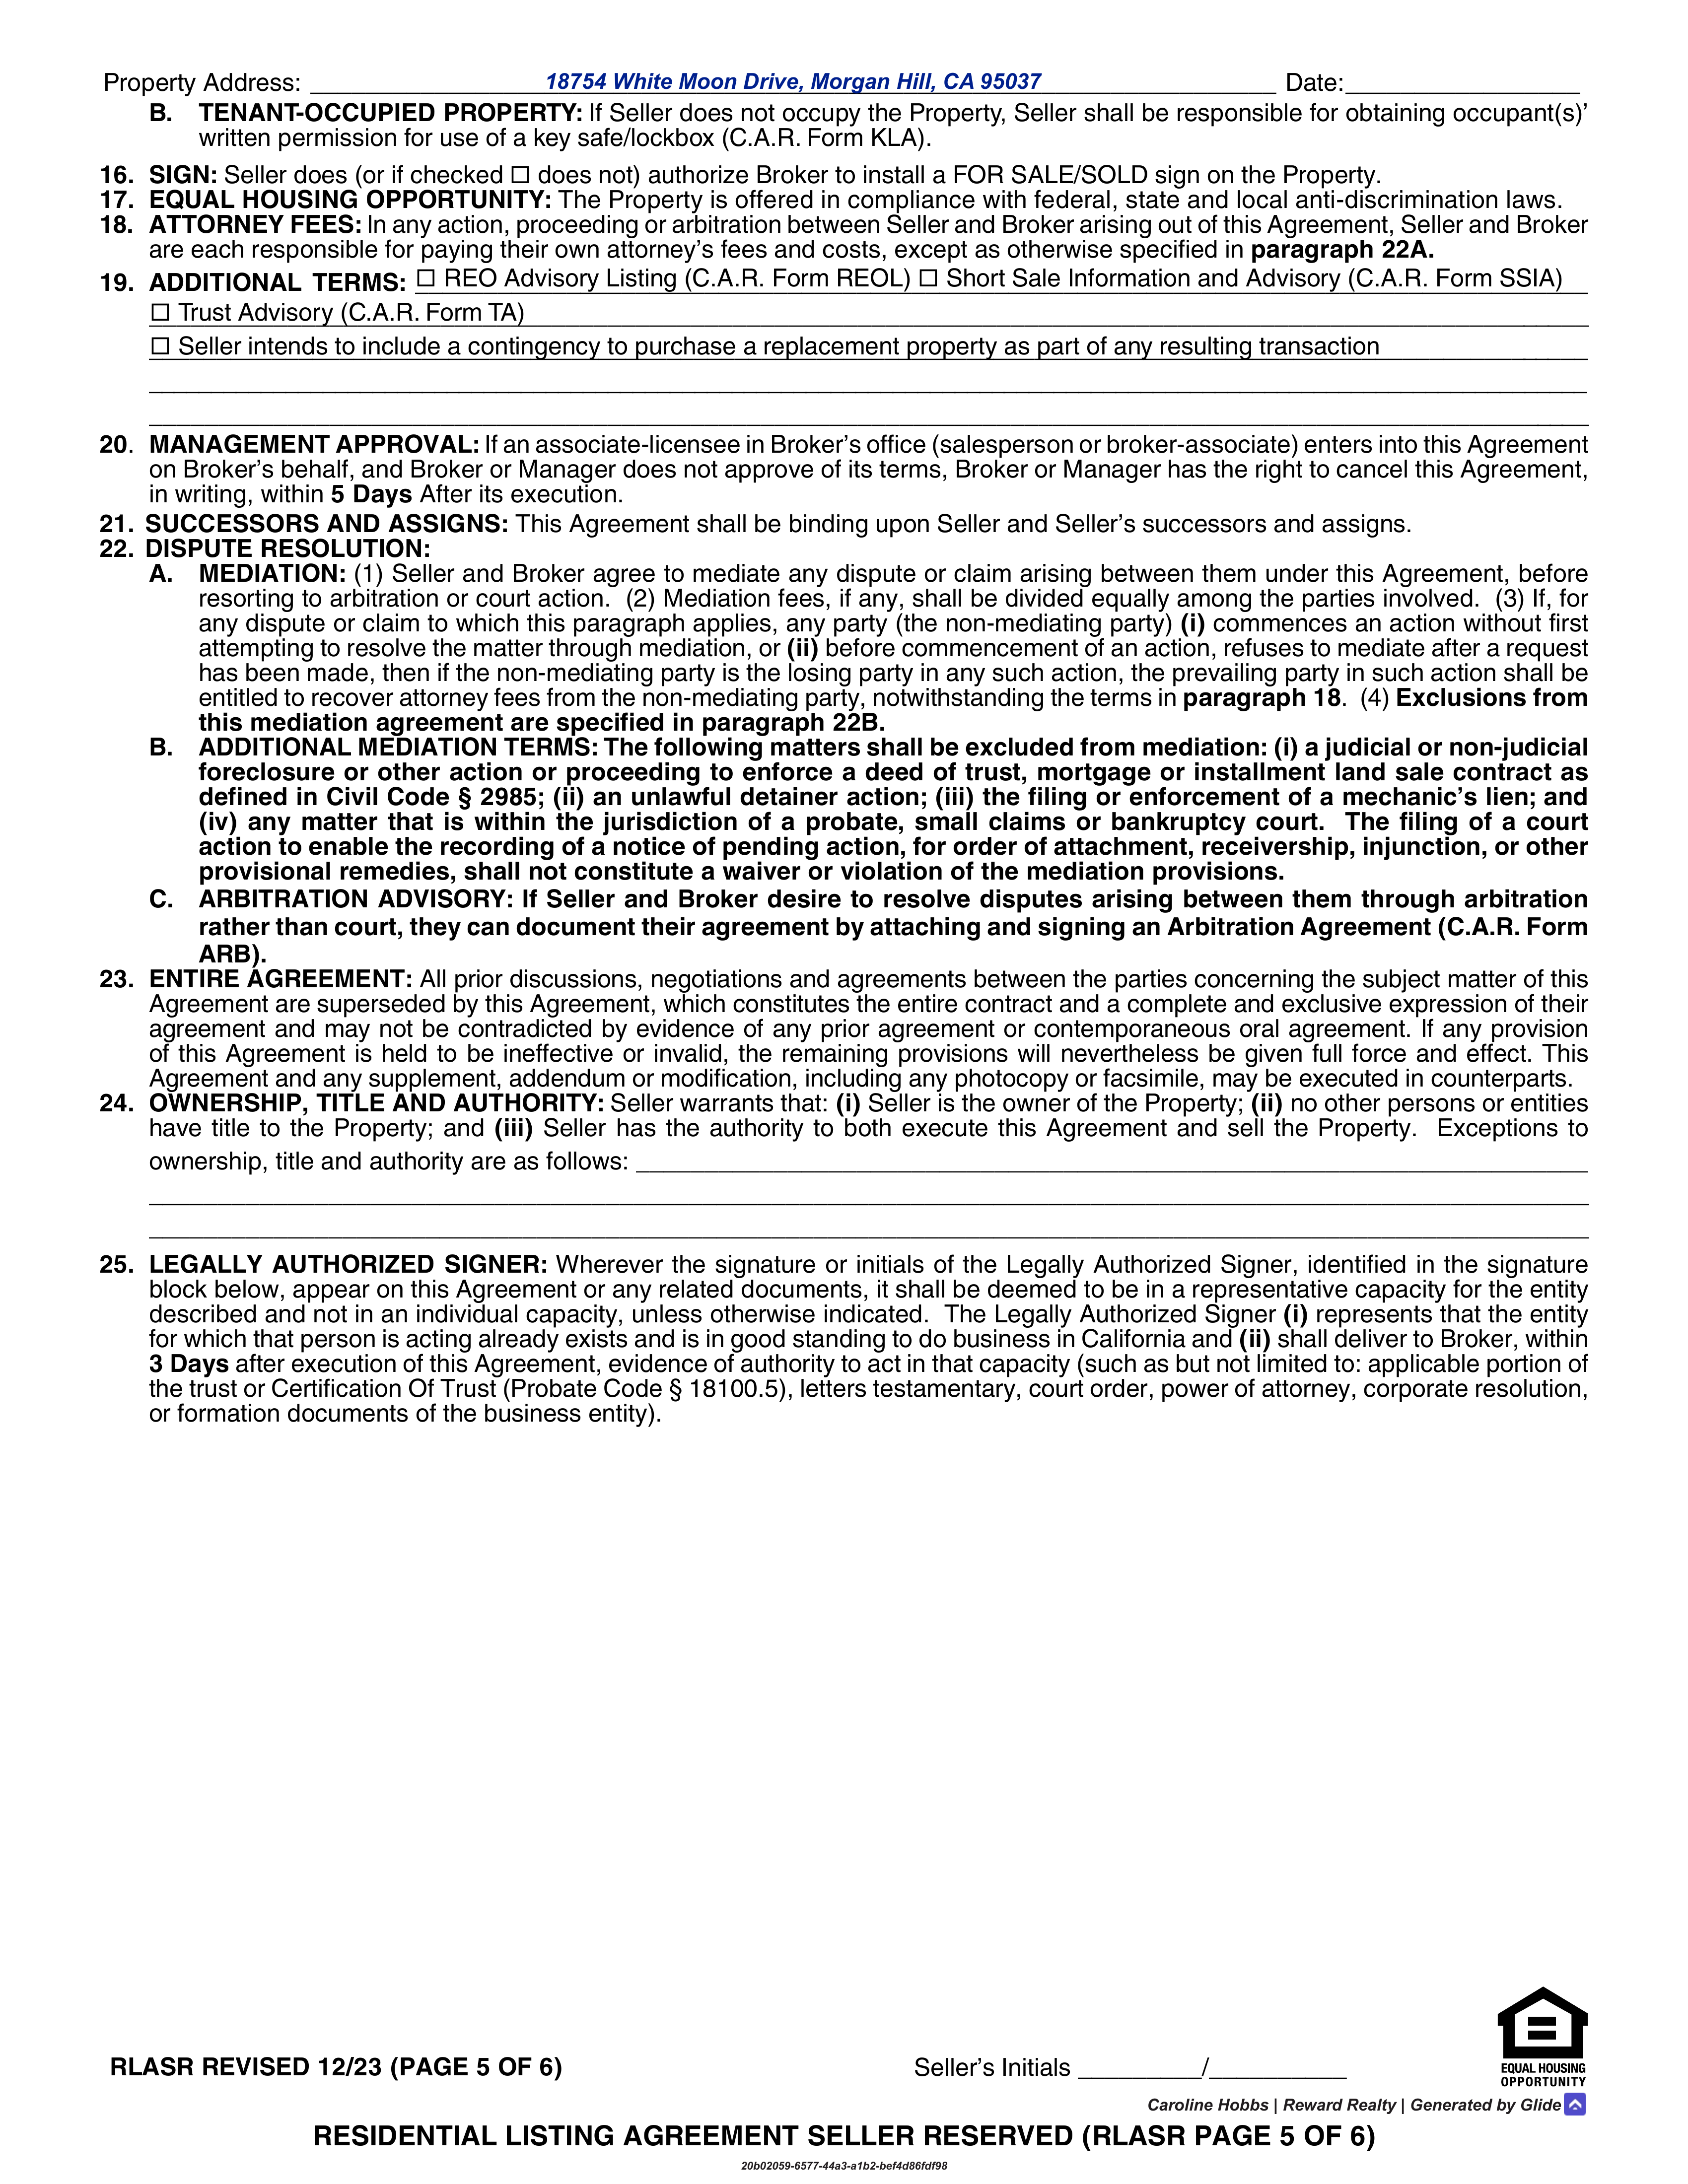 Property Address: 18754 White Moon Drive, Morgan Hill, CA 95037 Date:
B. TENANT-OCCUPIED PROPERTY: If Seller does not occupy the Property, Seller shall be responsible for obtaining occupant(s)’
written permission for use of a key safe/lockbox (C.A.R. Form KLA).
16. SIGN: Seller does (or if checked ☐ does not) authorize Broker to install a FOR SALE/SOLD sign on the Property.
17. EQUAL HOUSING OPPORTUNITY: The Property is offered in compliance with federal, state and local anti-discrimination laws.
18. ATTORNEY FEES: In any action, proceeding or arbitration between Seller and Broker arising out of this Agreement, Seller and Broker
are each responsible for paying their own attorney’s fees and costs, except as otherwise specified in paragraph 22A.
19. ADDITIONAL TERMS: ☐ REO Advisory Listing (C.A.R. Form REOL) ☐ Short Sale Information and Advisory (C.A.R. Form SSIA)
☐ Trust Advisory (C.A.R. Form TA)
☐ Seller intends to include a contingency to purchase a replacement property as part of any resulting transaction
20. MANAGEMENT APPROVAL: If an associate-licensee in Broker’s office (salesperson or broker-associate) enters into this Agreement
on Broker’s behalf, and Broker or Manager does not approve of its terms, Broker or Manager has the right to cancel this Agreement,
in writing, within 5 Days After its execution.
21. SUCCESSORS AND ASSIGNS: This Agreement shall be binding upon Seller and Seller’s successors and assigns.
22. DISPUTE RESOLUTION:
A. MEDIATION: (1) Seller and Broker agree to mediate any dispute or claim arising between them under this Agreement, before
resorting to arbitration or court action. (2) Mediation fees, if any, shall be divided equally among the parties involved. (3) If, for
any dispute or claim to which this paragraph applies, any party (the non-mediating party) (i) commences an action without first
attempting to resolve the matter through mediation, or (ii) before commencement of an action, refuses to mediate after a request
has been made, then if the non-mediating party is the losing party in any such action, the prevailing party in such action shall be
entitled to recover attorney fees from the non-mediating party, notwithstanding the terms in paragraph 18. (4) Exclusions from
this mediation agreement are specified in paragraph 22B.
B. ADDITIONAL MEDIATION TERMS: The following matters shall be excluded from mediation: (i) a judicial or non-judicial
foreclosure or other action or proceeding to enforce a deed of trust, mortgage or installment land sale contract as
defined in Civil Code § 2985; (ii) an unlawful detainer action; (iii) the filing or enforcement of a mechanic’s lien; and
(iv) any matter that is within the jurisdiction of a probate, small claims or bankruptcy court. The filing of a court
action to enable the recording of a notice of pending action, for order of attachment, receivership, injunction, or other
provisional remedies, shall not constitute a waiver or violation of the mediation provisions.
C. ARBITRATION ADVISORY: If Seller and Broker desire to resolve disputes arising between them through arbitration
rather than court, they can document their agreement by attaching and signing an Arbitration Agreement (C.A.R. Form
ARB).
23. ENTIRE AGREEMENT: All prior discussions, negotiations and agreements between the parties concerning the subject matter of this
Agreement are superseded by this Agreement, which constitutes the entire contract and a complete and exclusive expression of their
agreement and may not be contradicted by evidence of any prior agreement or contemporaneous oral agreement. If any provision
of this Agreement is held to be ineffective or invalid, the remaining provisions will nevertheless be given full force and effect. This
Agreement and any supplement, addendum or modification, including any photocopy or facsimile, may be executed in counterparts.
24. OWNERSHIP, TITLE AND AUTHORITY: Seller warrants that: (i) Seller is the owner of the Property; (ii) no other persons or entities
have title to the Property; and (iii) Seller has the authority to both execute this Agreement and sell the Property. Exceptions to
ownership, title and authority are as follows:
25. LEGALLY AUTHORIZED SIGNER: Wherever the signature or initials of the Legally Authorized Signer, identified in the signature
block below, appear on this Agreement or any related documents, it shall be deemed to be in a representative capacity for the entity
described and not in an individual capacity, unless otherwise indicated. The Legally Authorized Signer (i) represents that the entity
for which that person is acting already exists and is in good standing to do business in California and (ii) shall deliver to Broker, within
3 Days after execution of this Agreement, evidence of authority to act in that capacity (such as but not limited to: applicable portion of
the trust or Certification Of Trust (Probate Code § 18100.5), letters testamentary, court order, power of attorney, corporate resolution,
or formation documents of the business entity).
RLASR REVISED 12/23 (PAGE 5 OF 6) Seller’s Initials /
EQUAL HOUSING
OPPORTUNITY
Caroline Hobbs | Reward Realty | Generated by Glide
RESIDENTIAL LISTING AGREEMENT SELLER RESERVED (RLASR PAGE 5 OF 6)
20b02059-6577-44a3-a1b2-bef4d86fdf98